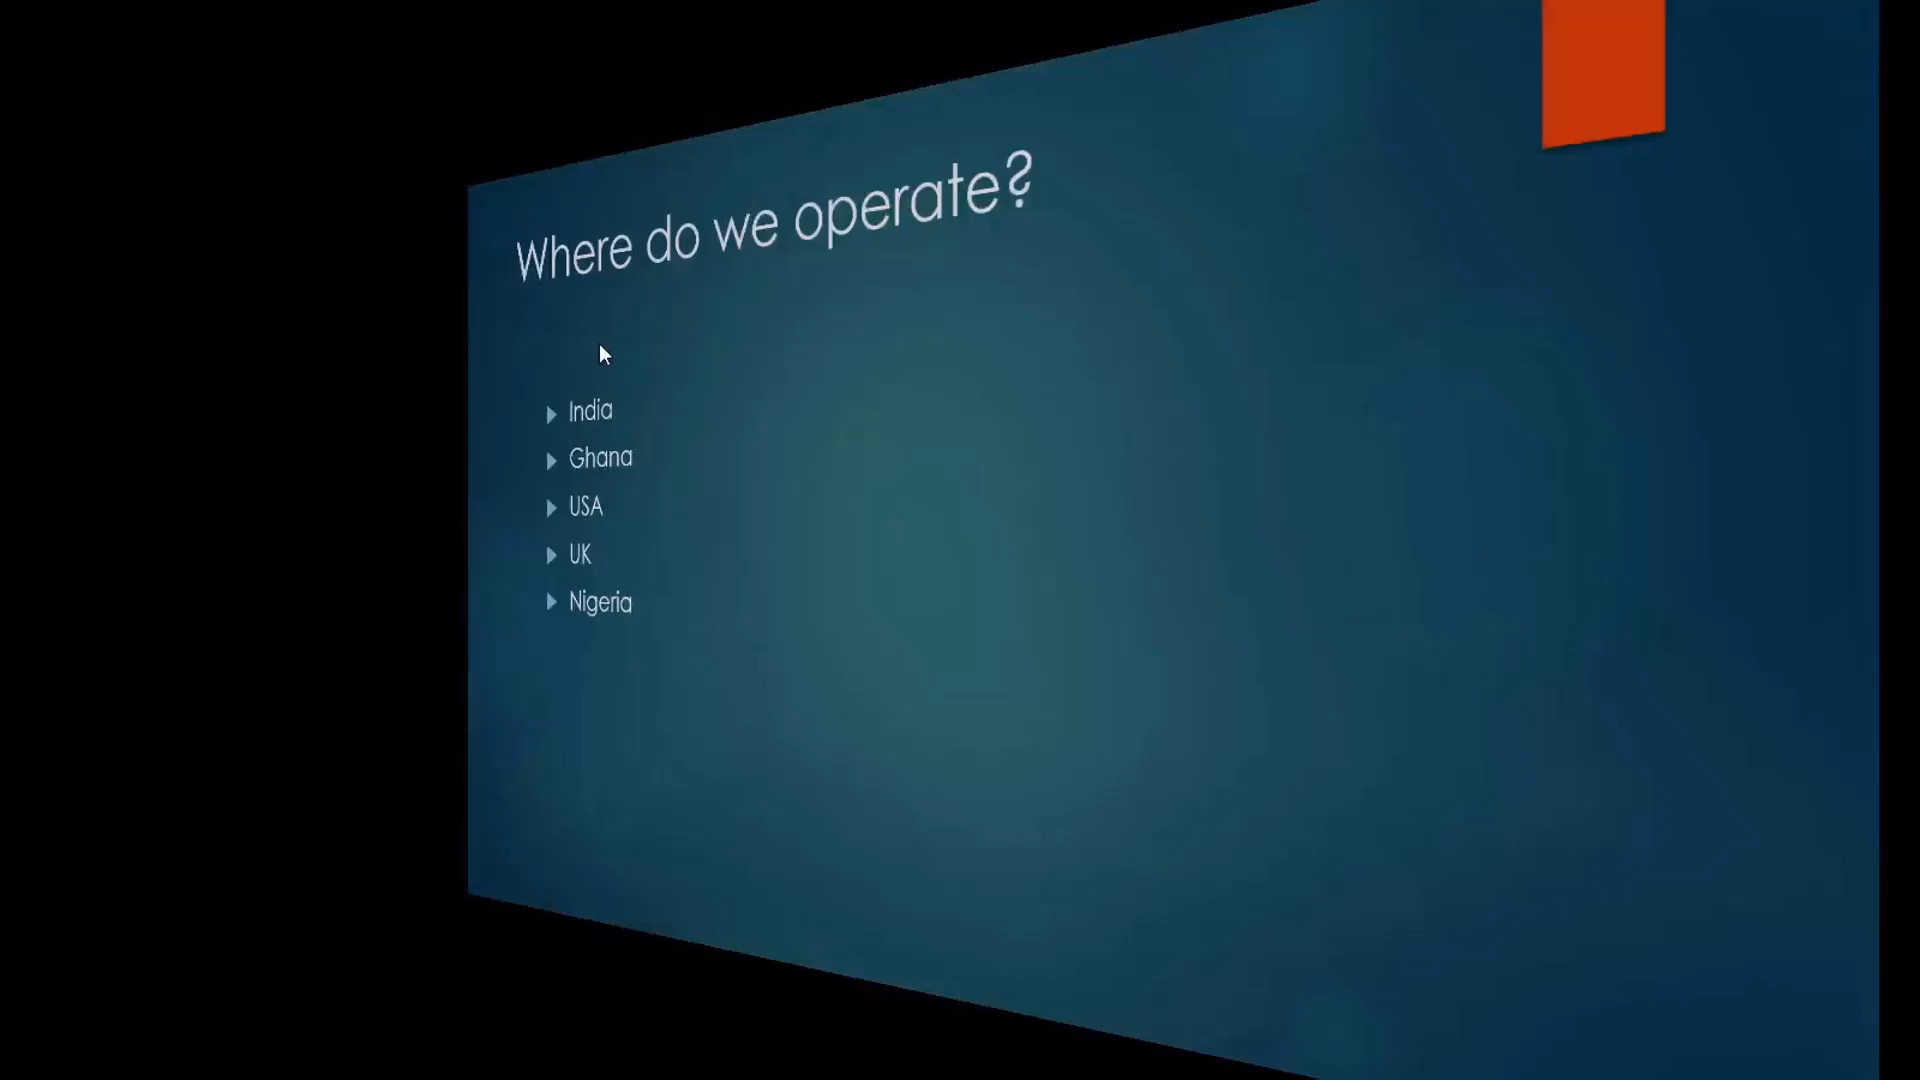 Where do we operate?
India
Ghana
USA
UK
Nigeria